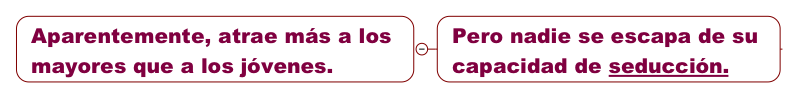 Aparentemente, atrae más a los
mayores que a los jóvenes.
Pero nadie se escapa de su
capacidad de seducción.